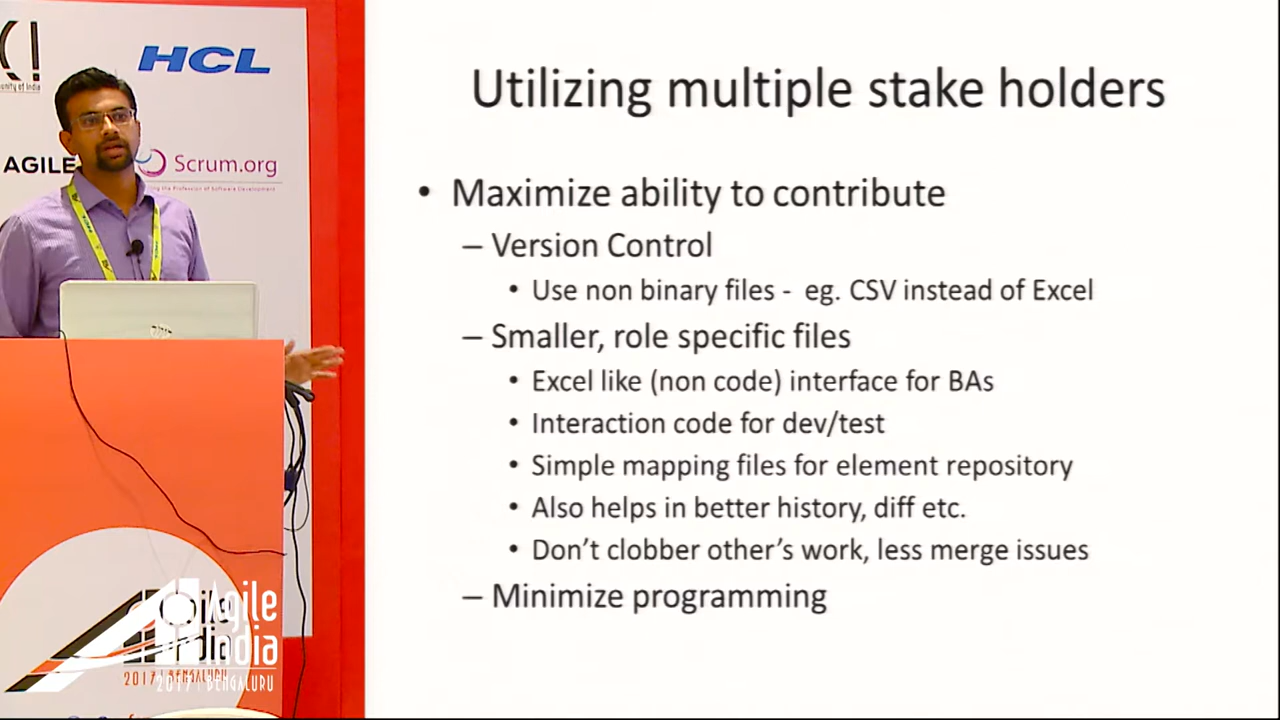 HCL
AGILE
Scrum.org
Utilizing multiple stake holders
• Maximize ability to contribute
– Version Control
• Use non binary files - eg. CSV instead of Excel
– Smaller, role specific files
• Excel like (non code) interface for BAs
• Interaction code for dev/test
• Simple mapping files for element repository
• Also helps in better history, diff etc.
• Don’t clobber other’s work, less merge issues
– Minimize programming
Agile
India
2017 | BENGALURU